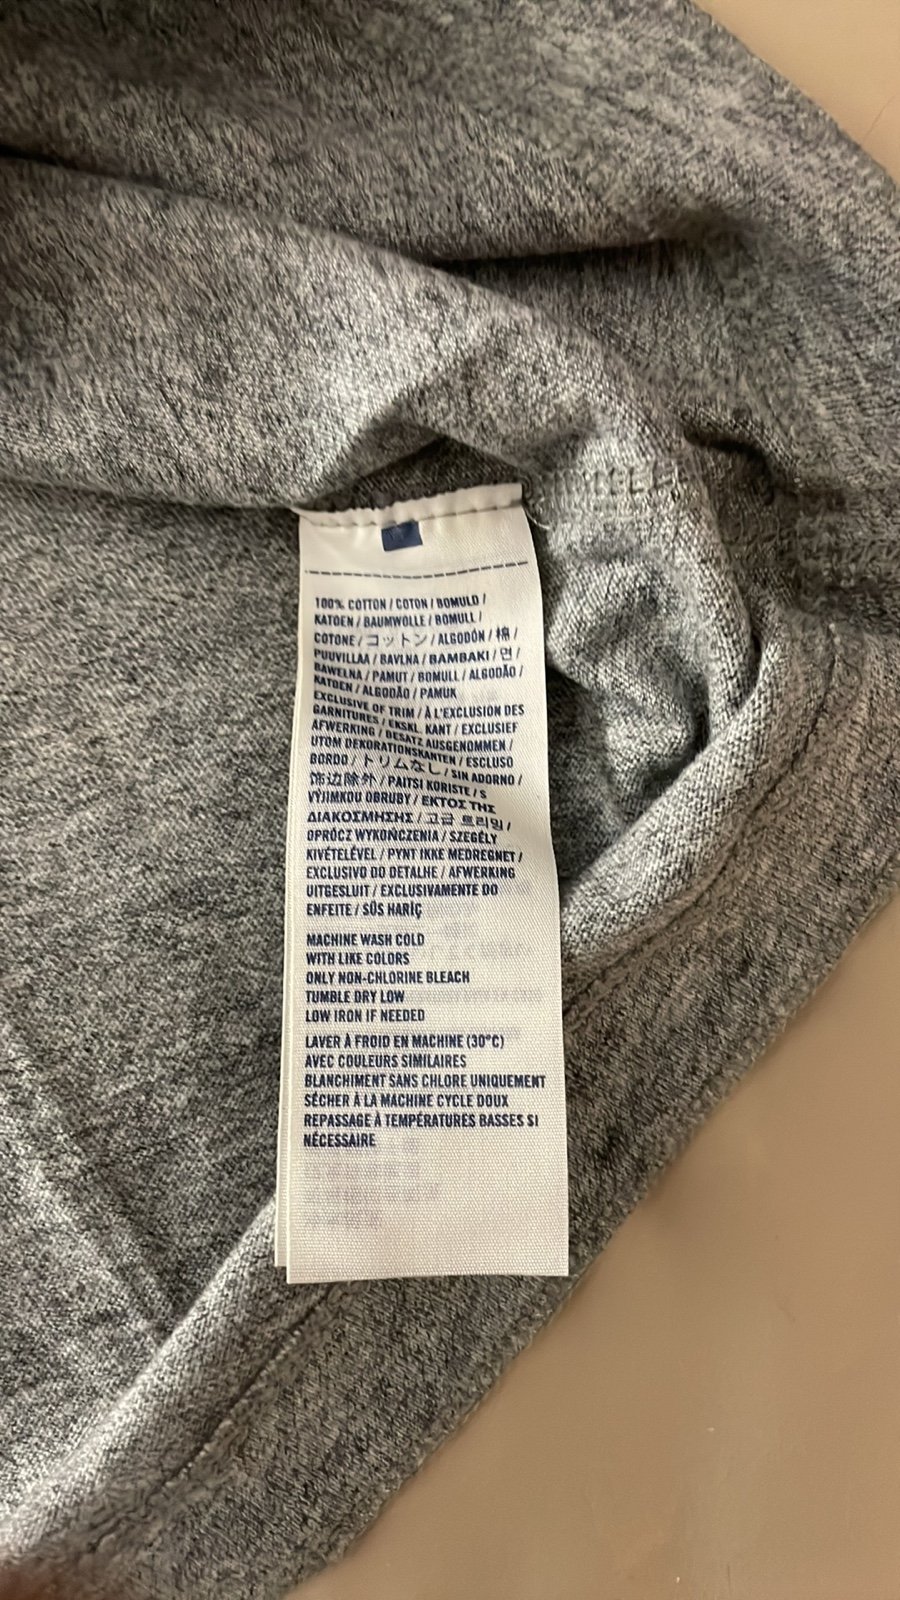 100% COTTON / COTON / BOMULD /
KATOEN / BAUMWOLLE / BOMULL /
COTONE / コットン / ALGODÓN / 棉 /
PUUVILLAA / BAVLNA / ΒΑΜΒΑΚΙ / 면 /
BAWEŁNA / PAMUT / BOMULL / ALGODÃO /
KATOEN / ALGODÃO / PAMUK
EXCLUSIVE OF TRIM / À L'EXCLUSION DES
GARNITURES / EKSKL. KANT / EXCLUSIEF
AFWERKING / BESATZ AUSGENOMMEN /
UTOM DEKORATIONSKANTEN / ESCLUSO
BORDO / トリムなし / SIN ADORNO /
饰边除外 / PAITSI KORISTE / S
VÝJIMKOU OBRUBY / ΕΚΤΟΣ ΤΗΣ
ΔΙΑΚΟΣΜΗΣΗΣ / 고급 트리밍 /
OPRÓCZ WYKOŃCZENIA / SZEGÉLY
KIVÉTELÉVEL / PYNT IKKE MEDREGNET /
EXCLUSIVO DO DETALHE / AFWERKING
UITGESLUIT / EXCLUSIVAMENTE DO
ENFEITE / SÜS HARİÇ
MACHINE WASH COLD
WITH LIKE COLORS
ONLY NON-CHLORINE BLEACH
TUMBLE DRY LOW
LOW IRON IF NEEDED
LAVER À FROID EN MACHINE (30°C)
AVEC COULEURS SIMILAIRES
BLANCHIMENT SANS CHLORE UNIQUEMENT
SÉCHER À LA MACHINE CYCLE DOUX
REPASSAGE À TEMPÉRATURES BASSES SI
NÉCESSAIRE